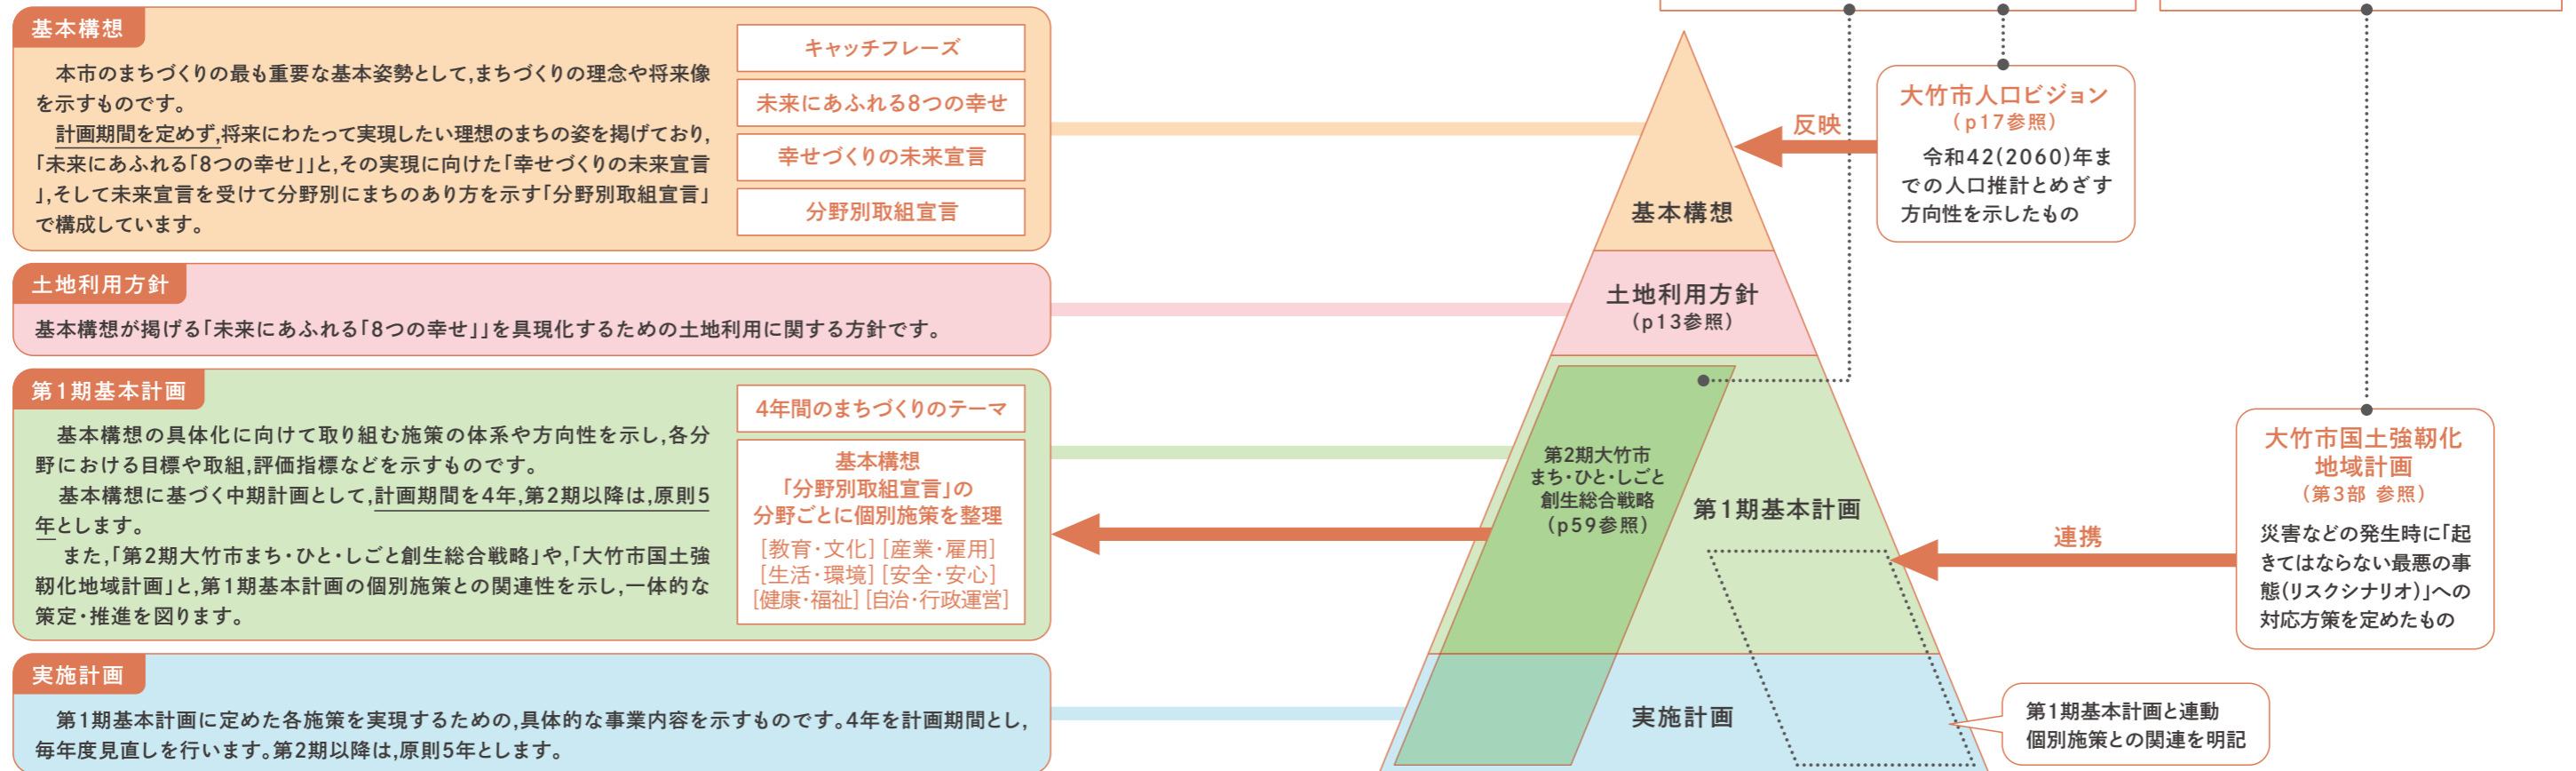 基本構想
本市のまちづくりの最も重要な基本姿勢として,まちづくりの理念や将来像
を示すものです。
計画期間を定めず,将来にわたって実現したい理想のまちの姿を掲げており,
「未来にあふれる「8つの幸せ」」と,その実現に向けた「幸せづくりの未来宣言
」,そして未来宣言を受けて分野別にまちのあり方を示す「分野別取組宣言」
で構成しています。
キャッチフレーズ
未来にあふれる8つの幸せ
幸せづくりの未来宣言
分野別取組宣言
土地利用方針
基本構想が掲げる「未来にあふれる「8つの幸せ」」を具現化するための土地利用に関する方針です。
第1期基本計画
基本構想の具体化に向けて取り組む施策の体系や方向性を示し,各分
野における目標や取組,評価指標などを示すものです。
基本構想に基づく中期計画として,計画期間を4年,第2期以降は,原則5
年とします。
また,「第2期大竹市まち・ひと・しごと創生総合戦略」や,「大竹市国土強
靭化地域計画」と,第1期基本計画の個別施策との関連性を示し,一体的な
策定・推進を図ります。
4年間のまちづくりのテーマ
基本構想
「分野別取組宣言」の
分野ごとに個別施策を整理
[教育・文化] [産業・雇用]
[生活・環境] [安全・安心]
[健康・福祉] [自治・行政運営]
実施計画
第1期基本計画に定めた各施策を実現するための,具体的な事業内容を示すものです。4年を計画期間とし,
毎年度見直しを行います。第2期以降は,原則5年とします。
基本構想
土地利用方針
(p13参照)
第2期大竹市
まち・ひと・しごと
創生総合戦略
(p59参照)
第1期基本計画
実施計画
反映
大竹市人口ビジョン
(p17参照)
令和42(2060)年ま
での人口推計とめざす
方向性を示したもの
連携
大竹市国土強靭化
地域計画
(第3部 参照)
災害などの発生時に「起
きてはならない最悪の事
態(リスクシナリオ)」への
対応方策を定めたもの
第1期基本計画と連動
個別施策との関連を明記